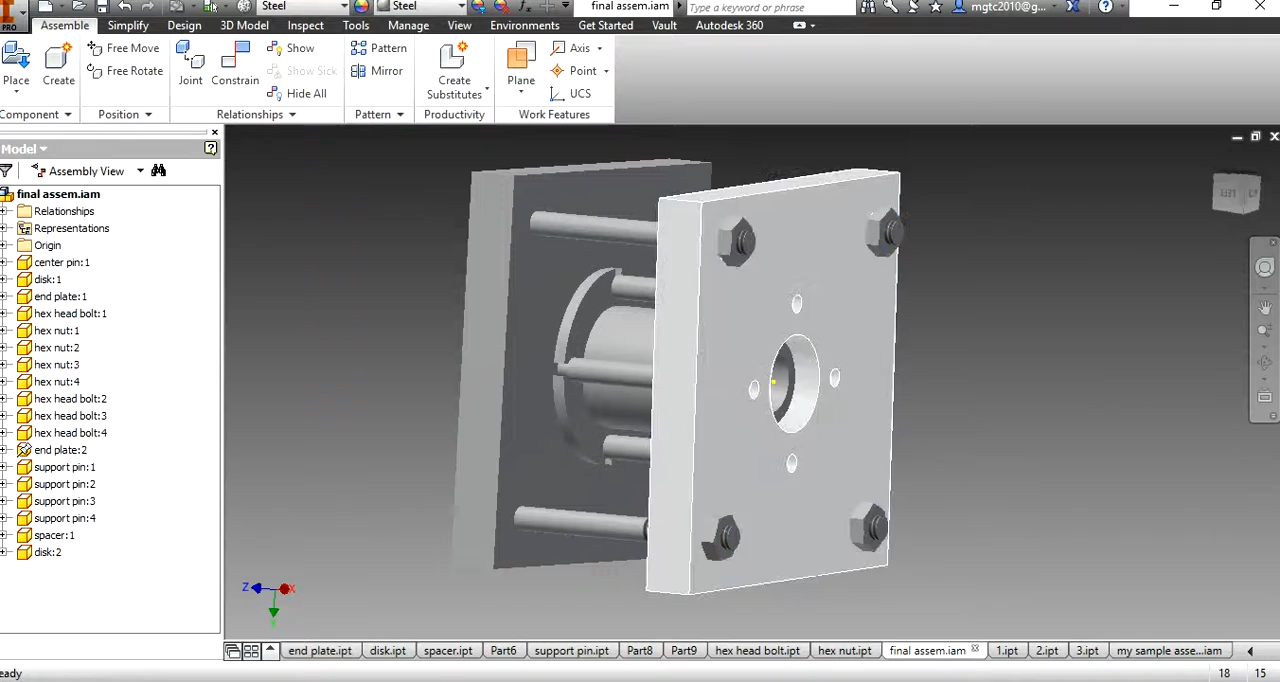 PRO
Steel
Steel
final assem.iam
Type a keyword or phrase
mgtc2010@g...
Assemble Simplify Design 3D Model Inspect Tools Manage View Environments Get Started Vault Autodesk 360
Place
Create
Free Move
Free Rotate
Joint
Constrain
Show
Show Sick
Hide All
Pattern
Mirror
Create
Substitutes
Plane
Axis
Point
UCS
Component Position Relationships Pattern Productivity Work Features
Model
Assembly View
final assem.iam
Relationships
Representations
Origin
center pin:1
disk:1
end plate:1
hex head bolt:1
hex nut:1
hex nut:2
hex nut:3
hex nut:4
hex head bolt:2
hex head bolt:3
hex head bolt:4
end plate:2
support pin:1
support pin:2
support pin:3
support pin:4
spacer:1
disk:2
LEFT
Z X
Y
end plate.ipt disk.ipt spacer.ipt Part6 support pin.ipt Part8 Part9 hex head bolt.ipt hex nut.ipt final assem.iam 1.ipt 2.ipt 3.ipt my sample asse...iam
eady 18 15